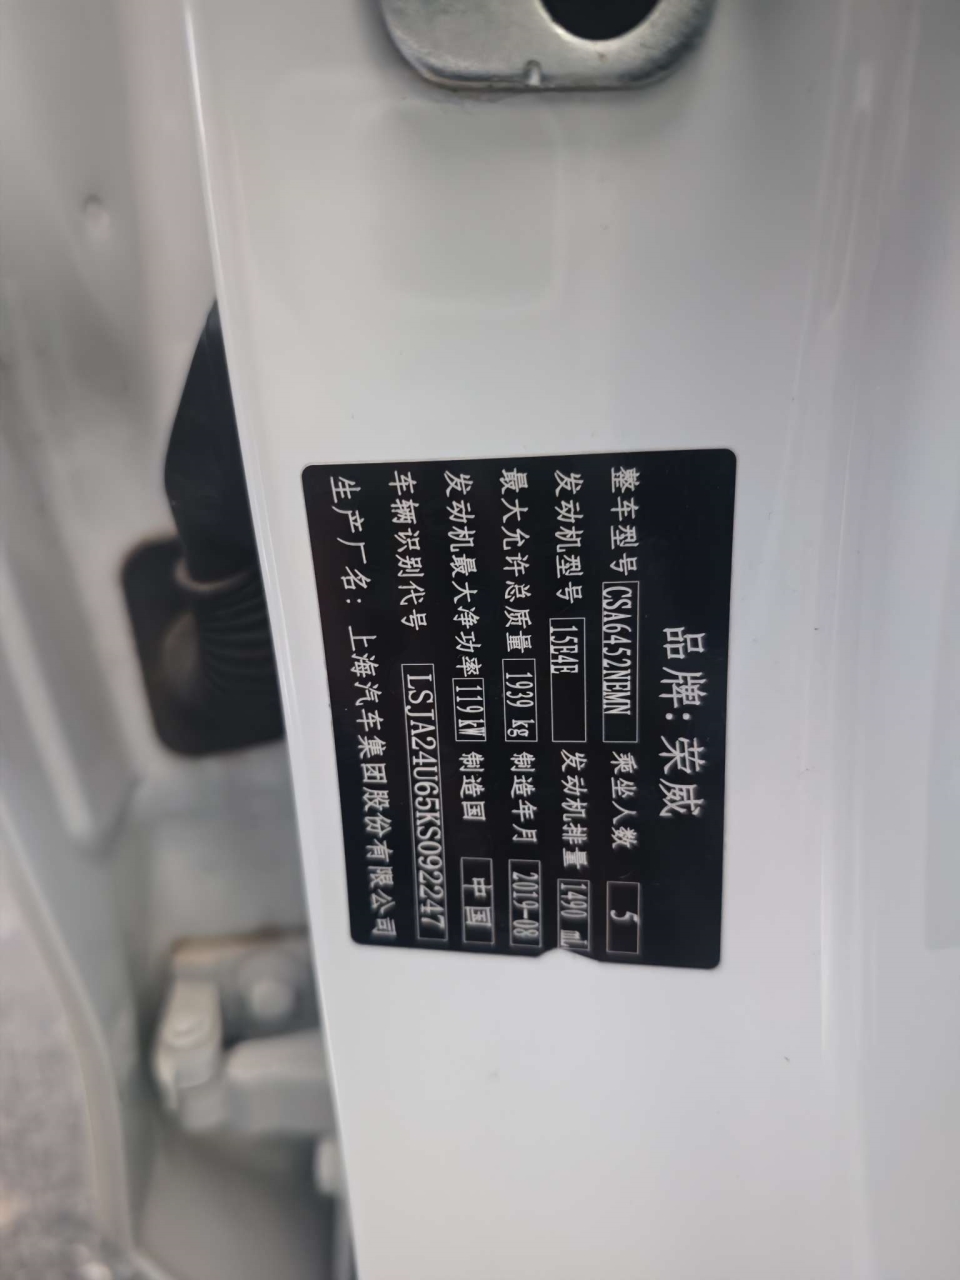 品牌：荣威
整车型号 CSA6452NEMN 乘坐人数 5
发动机型号 15E4E 发动机排量 1490 mL
最大允许总质量 1939 kg 制造年月 2019-08
发动机最大净功率 119 kW 制造国 中国
车辆识别代号 LSJA24U65KS092247
生产厂名：上海汽车集团股份有限公司